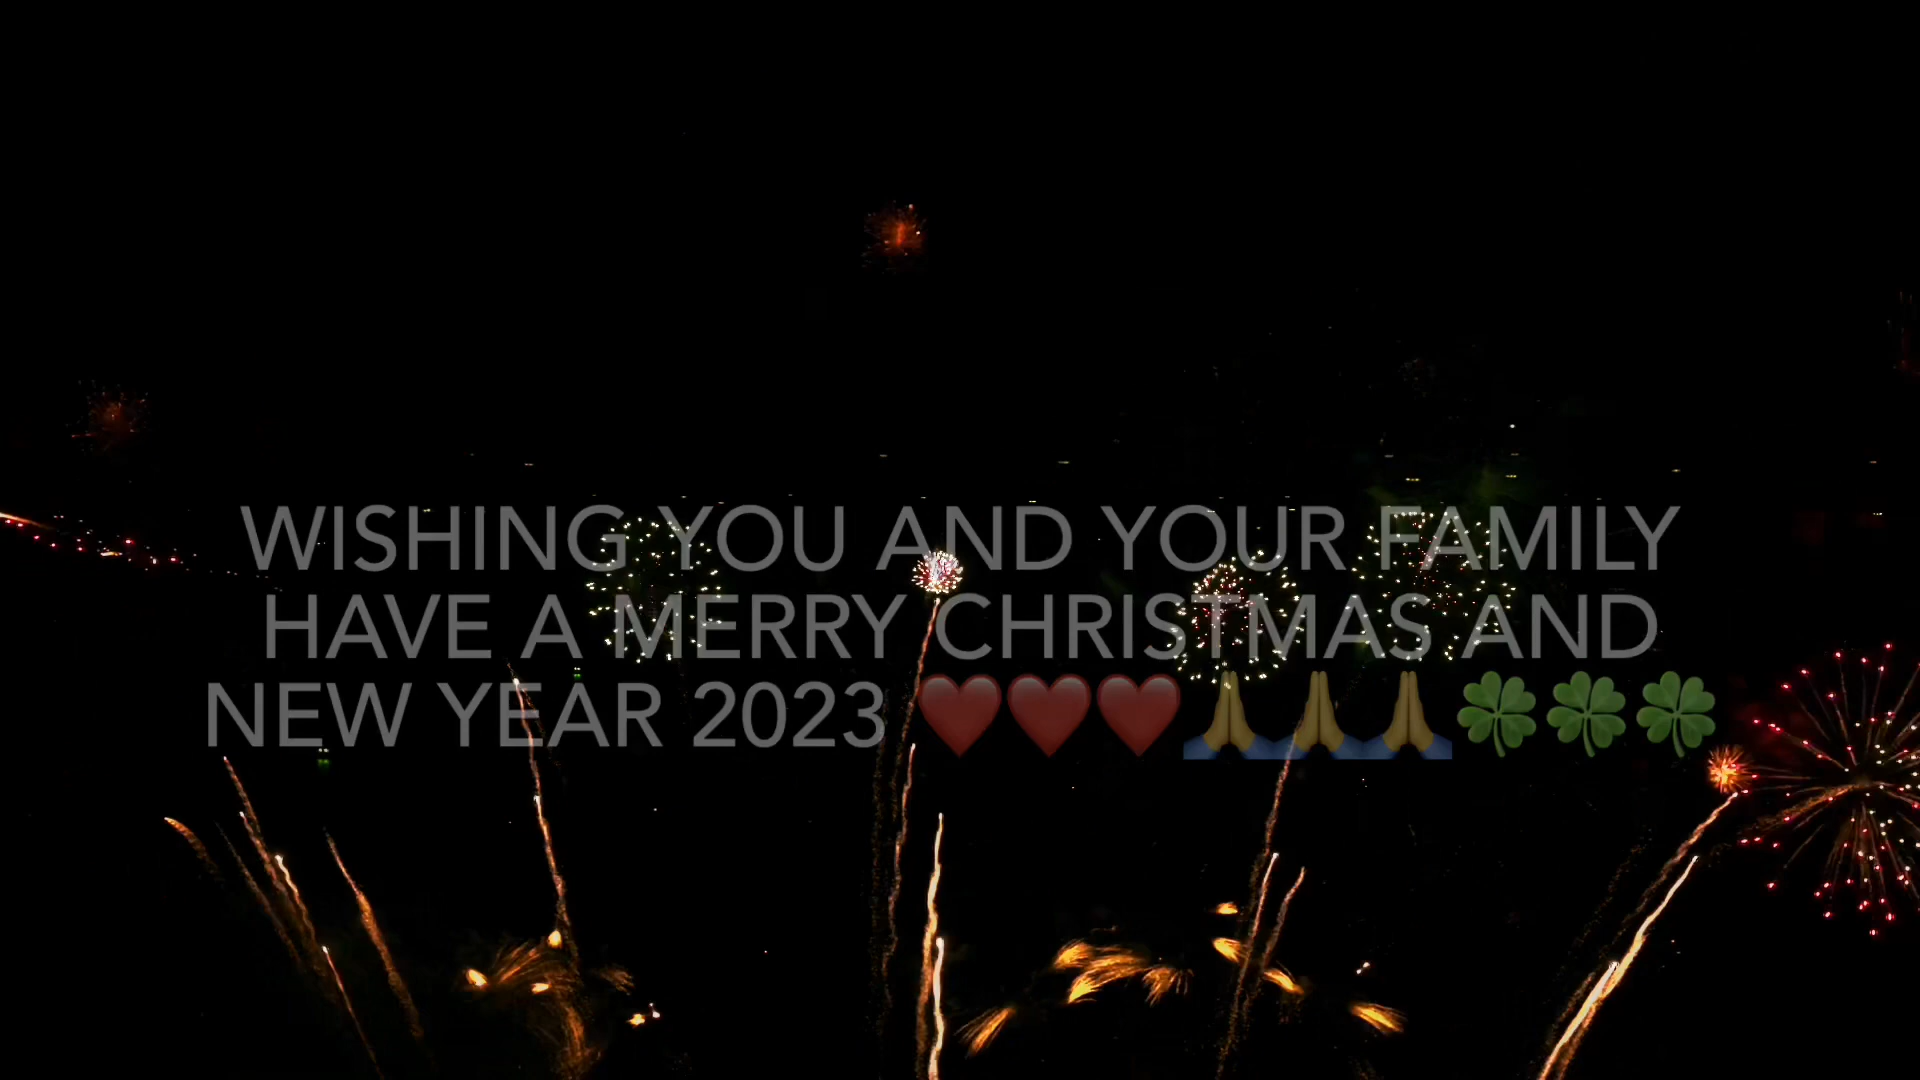 WISHING YOU AND YOUR FAMILY
HAVE A MERRY CHRISTMAS AND
NEW YEAR 2023 ❤️❤️❤️🙏🙏🙏🍀🍀🍀